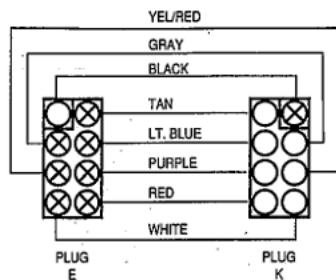 YEL/RED
GRAY
BLACK
TAN
LT. BLUE
PURPLE
RED
WHITE
PLUG E
PLUG K